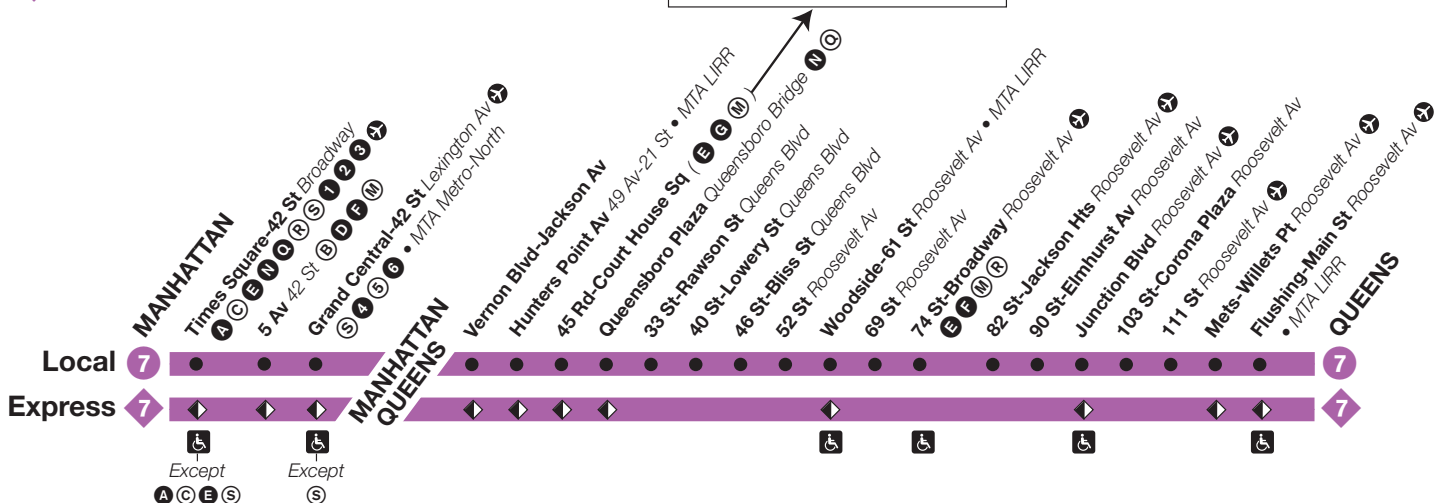 MANHATTAN
Times Square-42 St Broadway
A C E N Q R S 1 2 3
5 Av 42 St B D F M
Grand Central-42 St Lexington Av
S 4 5 6 • MTA Metro-North
MANHATTAN
QUEENS
Vernon Blvd-Jackson Av
Hunters Point Av 49 Av-21 St • MTA LIRR
45 Rd-Court House Sq ( E G M )
Queensboro Plaza Queensboro Bridge N Q
33 St-Rawson St Queens Blvd
40 St-Lowery St Queens Blvd
46 St-Bliss St Queens Blvd
52 St Roosevelt Av
Woodside-61 St Roosevelt Av • MTA LIRR
69 St Roosevelt Av
74 St-Broadway Roosevelt Av
E F M R
82 St-Jackson Hts Roosevelt Av
90 St-Elmhurst Av Roosevelt Av
Junction Blvd Roosevelt Av
103 St-Corona Plaza Roosevelt Av
111 St Roosevelt Av
Mets-Willets Pt Roosevelt Av
Flushing-Main St Roosevelt Av
• MTA LIRR
QUEENS
Local 7 7
Express 7 7
Except
A C E S
Except
S